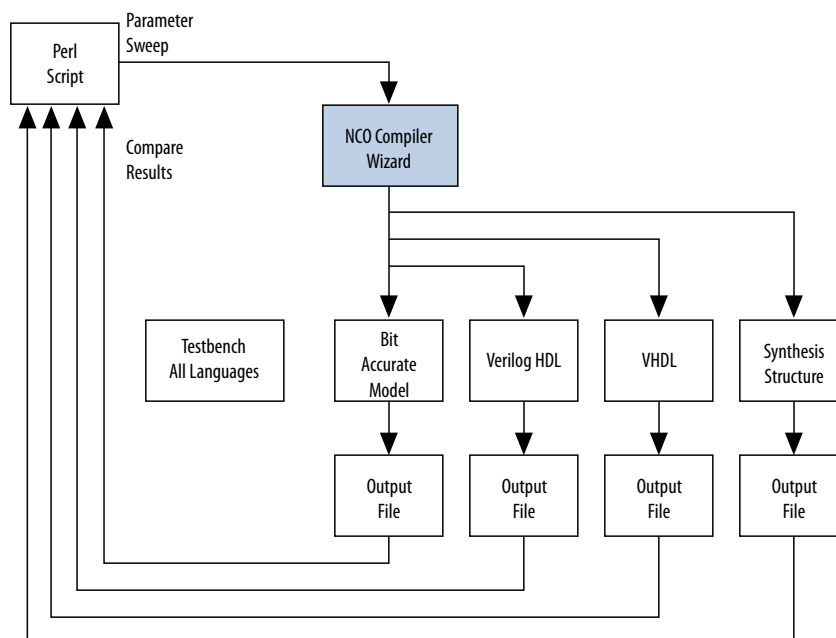 Parameter
Sweep
Perl
Script
NCO Compiler
Wizard
Compare
Results
Testbench
All Languages
Bit
Accurate
Model
Verilog HDL
VHDL
Synthesis
Structure
Output
File
Output
File
Output
File
Output
File